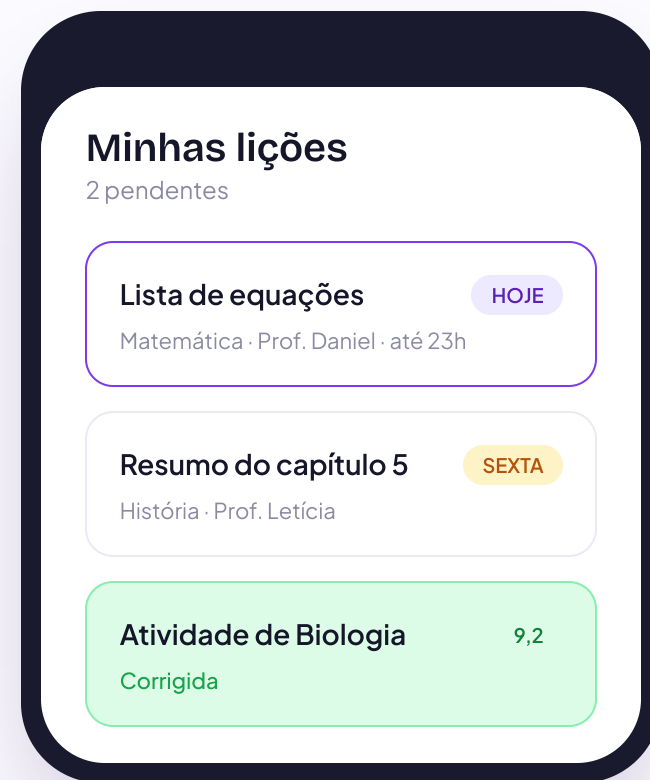 Minhas lições
2 pendentes
Lista de equações
HOJE
Matemática · Prof. Daniel · até 23h
Resumo do capítulo 5
SEXTA
História · Prof. Letícia
Atividade de Biologia
9,2
Corrigida